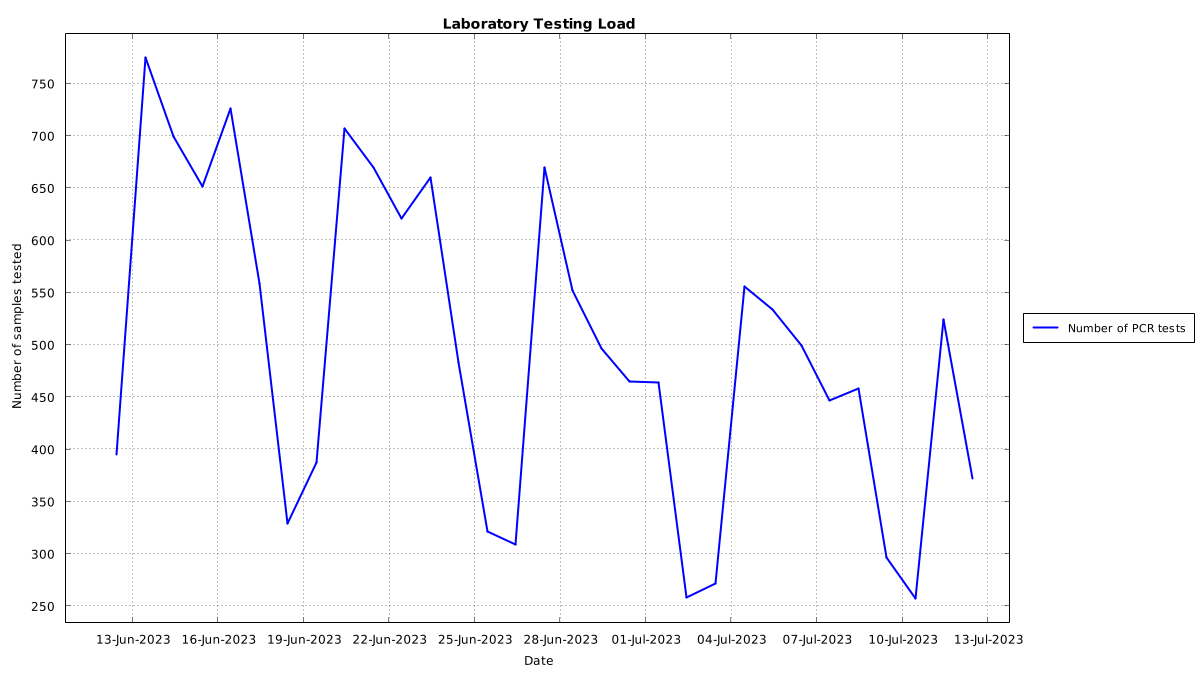 Laboratory Testing Load
750
700
650
600
550
500
450
400
350
300
250
Number of samples tested
13-Jun-2023 16-Jun-2023 19-Jun-2023 22-Jun-2023 25-Jun-2023 28-Jun-2023 01-Jul-2023 04-Jul-2023 07-Jul-2023 10-Jul-2023 13-Jul-2023
Date
Number of PCR tests